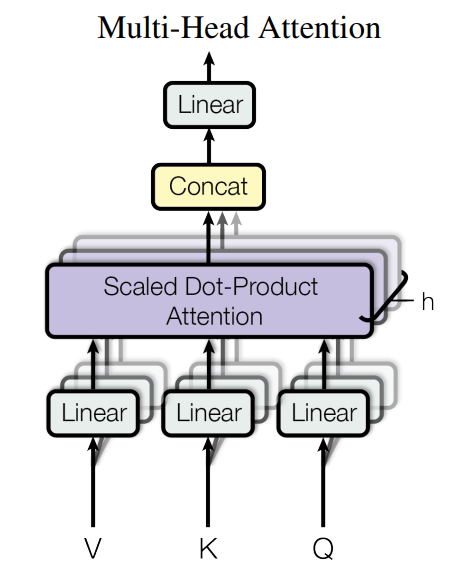 Multi-Head Attention
Linear
Concat
Scaled Dot-Product
Attention
h
Linear
Linear
Linear
V
K
Q